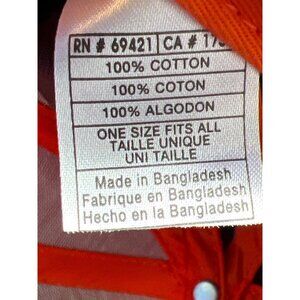 RN # 69421 CA #
100% COTTON
100% COTON
100% ALGODON
ONE SIZE FITS ALL
TAILLE UNIQUE
UNI TAILLE
Made in Bangladesh
Fabrique en Bangladesh
Hecho en la Bangladesh